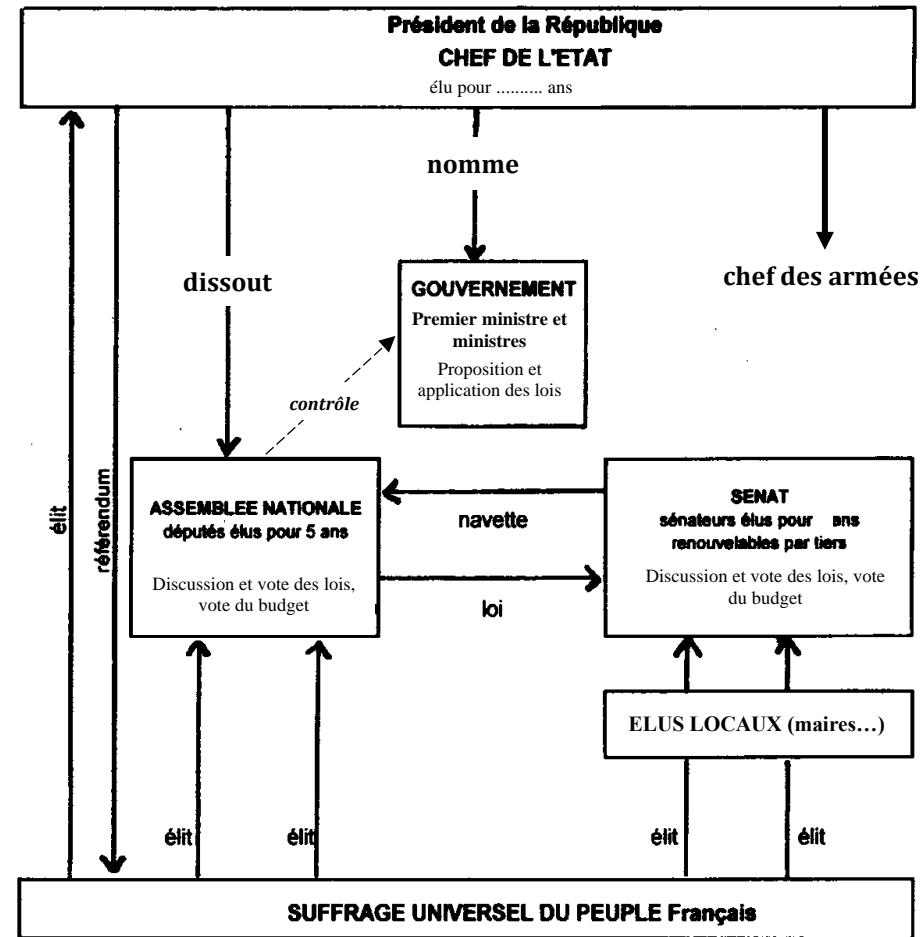 Président de la République
CHEF DE L'ETAT
élu pour .......... ans
nomme
dissout
chef des armées
GOUVERNEMENT
Premier ministre et
ministres
Proposition et
application des lois
contrôle
élit
référendum
ASSEMBLEE NATIONALE
députés élus pour 5 ans
Discussion et vote des lois,
vote du budget
navette
loi
SENAT
sénateurs élus pour ans
renouvelables par tiers
Discussion et vote des lois, vote
du budget
ELUS LOCAUX (maires…)
élit
élit
élit
élit
SUFFRAGE UNIVERSEL DU PEUPLE Français